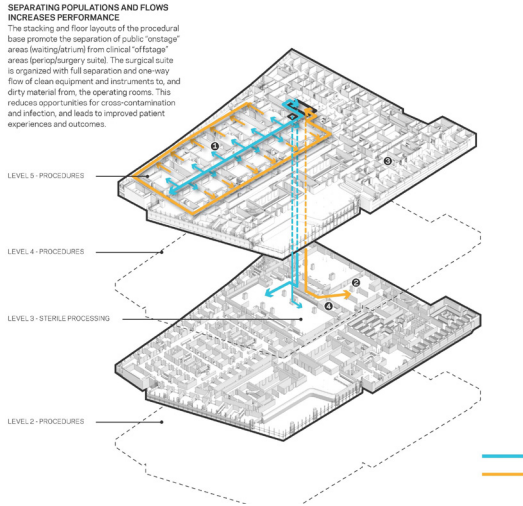 SEPARATING POPULATIONS AND FLOWS
INCREASES PERFORMANCE
The stacking and floor layouts of the procedural
base promote the separation of public "onstage"
areas (waiting/atrium) from clinical "offstage"
areas (periop/surgery suite). The surgical suite
is organized with full separation and one-way
flow of clean equipment and instruments to, and
dirty material from, the operating rooms. This
reduces opportunities for cross-contamination
and infection, and leads to improved patient
experiences and outcomes.
1
3
LEVEL 5 - PROCEDURES
LEVEL 4 - PROCEDURES
2
4
LEVEL 3 - STERILE PROCESSING
LEVEL 2 - PROCEDURES